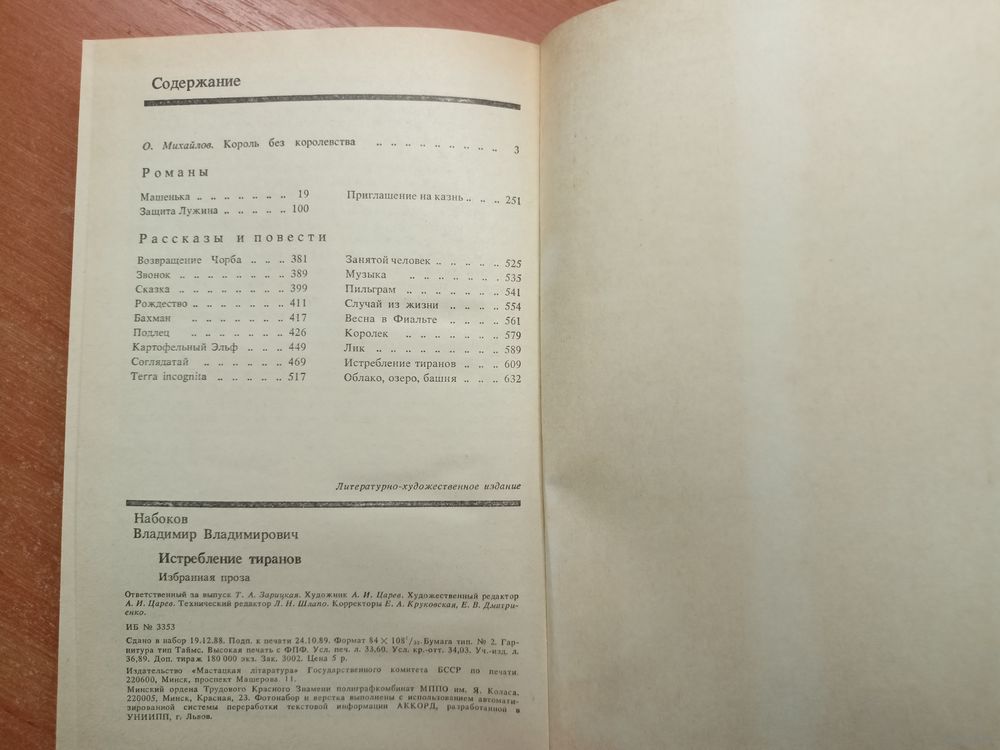 Содержание
О. Михайлов. Король без королевства .. .. .. .. .. .. .. .. .. 3
Романы
Машенька .. .. .. .. .. .. .. 19
Защита Лужина .. .. .. .. .. 100
Приглашение на казнь .. .. .. 251
Рассказы и повести
Возвращение Чорба .. .. .. 381
Звонок .. .. .. .. .. .. .. .. 389
Сказка .. .. .. .. .. .. .. .. 399
Рождество .. .. .. .. .. .. .. 411
Бахман .. .. .. .. .. .. .. 417
Подлец .. .. .. .. .. .. .. 426
Картофельный Эльф .. .. .. 449
Соглядатай .. .. .. .. .. .. 469
Terra incognita .. .. .. .. .. 517
Занятой человек .. .. .. .. .. 525
Музыка .. .. .. .. .. .. .. 535
Пильграм .. .. .. .. .. .. .. 541
Случай из жизни .. .. .. .. 554
Весна в Фиальте .. .. .. .. 561
Королек .. .. .. .. .. .. .. 579
Лик .. .. .. .. .. .. .. .. .. 589
Истребление тиранов .. .. .. 609
Облако, озеро, башня .. .. .. 632
Литературно-художественное издание
Набоков
Владимир Владимирович
Истребление тиранов
Избранная проза
Ответственный за выпуск Т. А. Зарицкая. Художник А. И. Царев. Художественный редактор
А. И. Царев. Технический редактор Л. Н. Шлапо. Корректоры Е. А. Круковская, Е. В. Дмитри-
енко.
ИБ № 3353
Сдано в набор 19.12.88. Подп. к печати 24.10.89. Формат 84×108¹/₃₂. Бумага тип. № 2. Гар-
нитура тип Таймс. Высокая печать с ФПФ. Усл. печ. л. 33,60. Усл. кр.-отт. 34,03. Уч.-изд. л.
36,89. Доп. тираж 180 000 экз. Зак. 3002. Цена 5 р.
Издательство «Мастацкая літаратура» Государственного комитета БССР по печати.
220600, Минск, проспект Машерова, 11.
Минский ордена Трудового Красного Знамени полиграфкомбинат МППО им. Я. Коласа.
220005, Минск, Красная, 23. Фотонабор и верстка выполнены с использованием автомати-
зированной системы переработки текстовой информации АККОРД, разработанной в
УНИИПП, г. Львов.